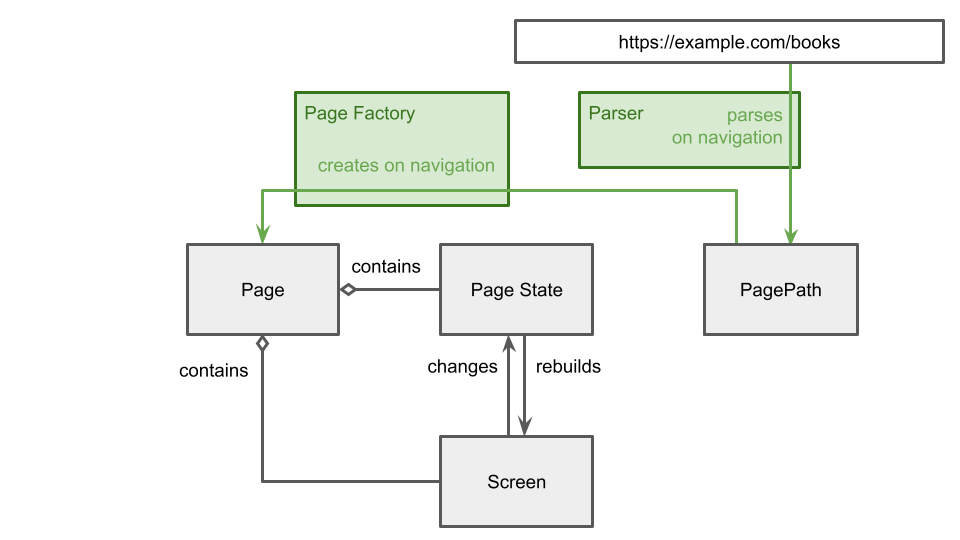 https://example.com/books
Page Factory
creates on navigation
Parser
parses
on navigation
Page
contains
Page State
PagePath
contains
changes
rebuilds
Screen